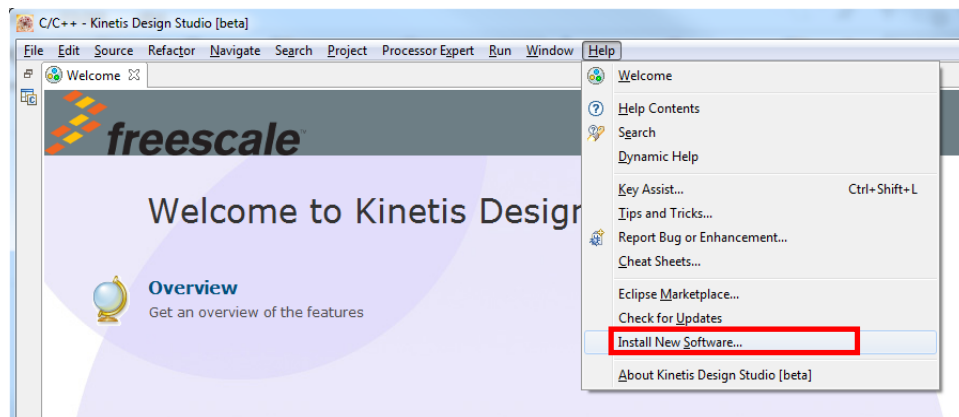 C/C++ - Kinetis Design Studio [beta]
File Edit Source Refactor Navigate Search Project Processor Expert Run Window Help
Welcome
freescale™
Welcome to Kinetis Design
Overview
Get an overview of the features
Welcome
Help Contents
Search
Dynamic Help
Key Assist... Ctrl+Shift+L
Tips and Tricks...
Report Bug or Enhancement...
Cheat Sheets...
Eclipse Marketplace...
Check for Updates
Install New Software...
About Kinetis Design Studio [beta]